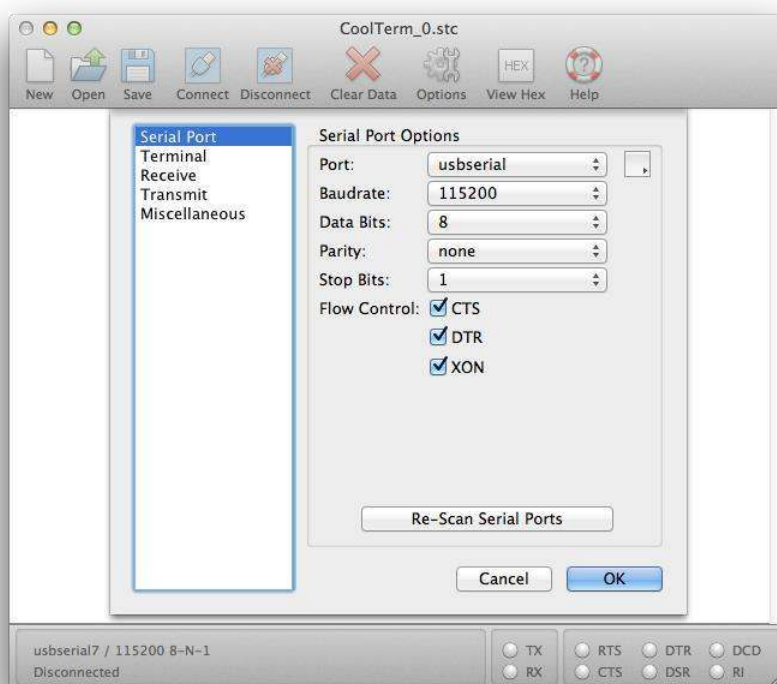 CoolTerm_0.stc
New Open Save Connect Disconnect Clear Data Options HEX View Hex Help
Serial Port
Terminal
Receive
Transmit
Miscellaneous
Serial Port Options
Port: usbserial
Baudrate: 115200
Data Bits: 8
Parity: none
Stop Bits: 1
Flow Control: CTS
DTR
XON
Re-Scan Serial Ports
Cancel OK
usbserial7 / 115200 8-N-1
Disconnected
TX RTS DTR DCD
RX CTS DSR RI